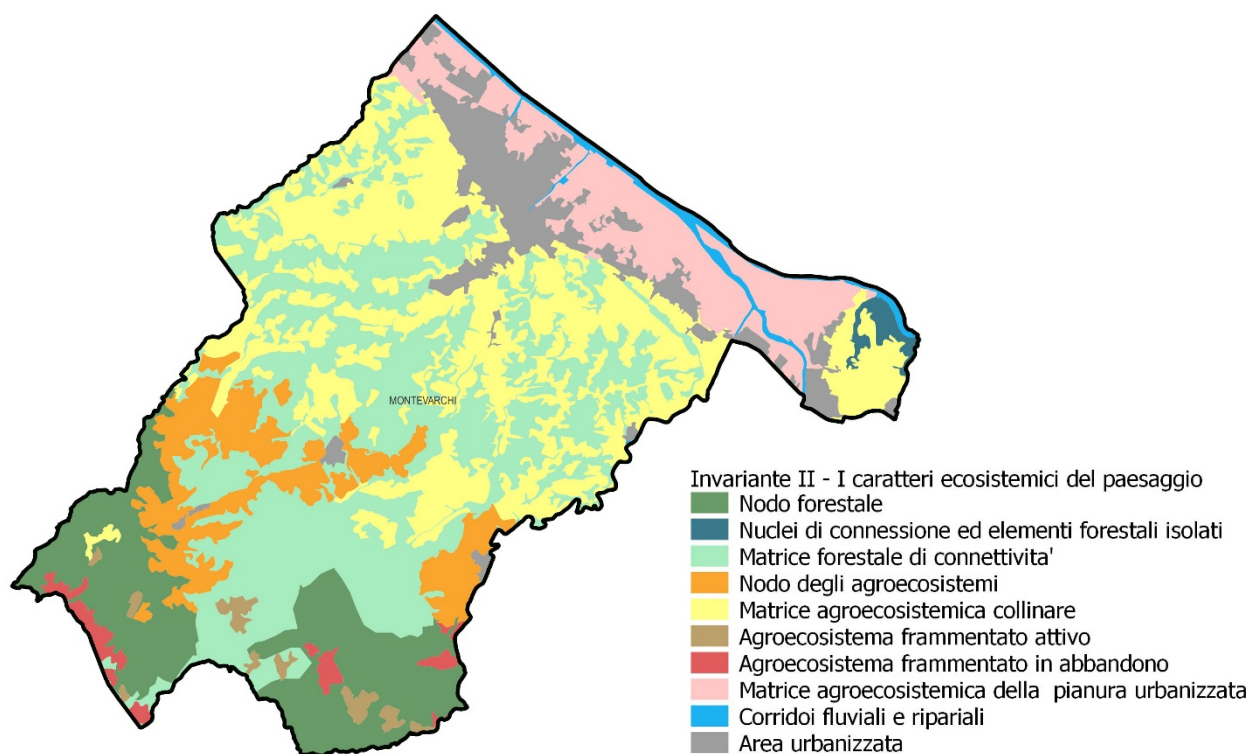 MONTEVARCHI
Invariante II - I caratteri ecosistemici del paesaggio
Nodo forestale
Nuclei di connessione ed elementi forestali isolati
Matrice forestale di connettivita'
Nodo degli agroecosistemi
Matrice agroecosistemica collinare
Agroecosistema frammentato attivo
Agroecosistema frammentato in abbandono
Matrice agroecosistemica della pianura urbanizzata
Corridoi fluviali e ripariali
Area urbanizzata